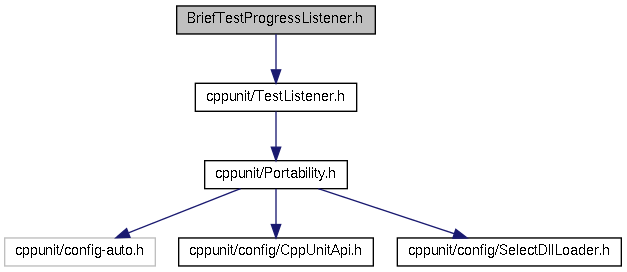 BriefTestProgressListener.h
cppunit/TestListener.h
cppunit/Portability.h
cppunit/config-auto.h
cppunit/config/CppUnitApi.h
cppunit/config/SelectDllLoader.h